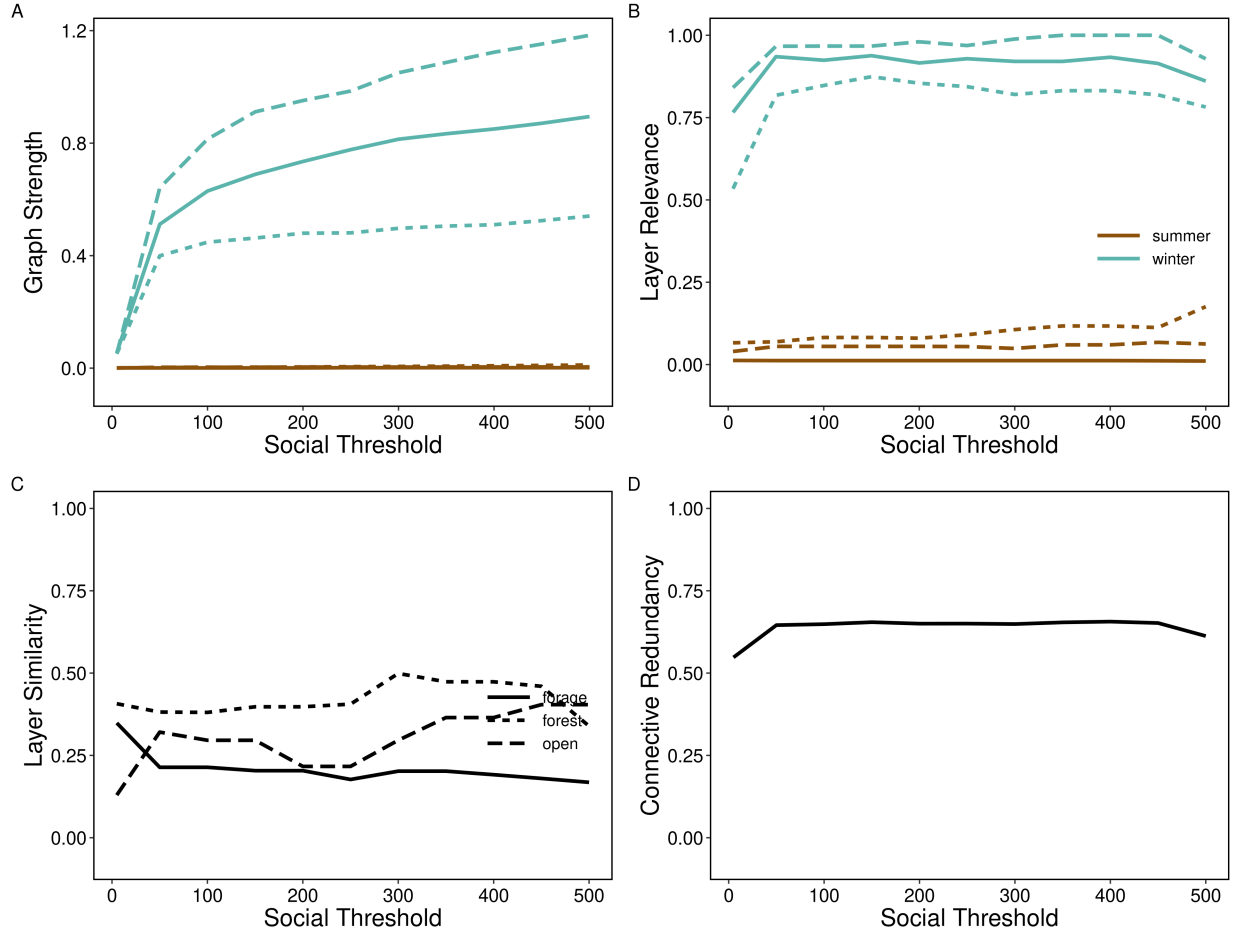 A
Graph Strength
1.2
0.8
0.4
0.0
0 100 200 300 400 500
Social Threshold
B
Layer Relevance
1.00
0.75
0.50
0.25
0.00
summer
winter
0 100 200 300 400 500
Social Threshold
C
Layer Similarity
1.00
0.75
0.50
0.25
0.00
forage
forest
open
0 100 200 300 400 500
Social Threshold
D
Connective Redundancy
1.00
0.75
0.50
0.25
0.00
0 100 200 300 400 500
Social Threshold